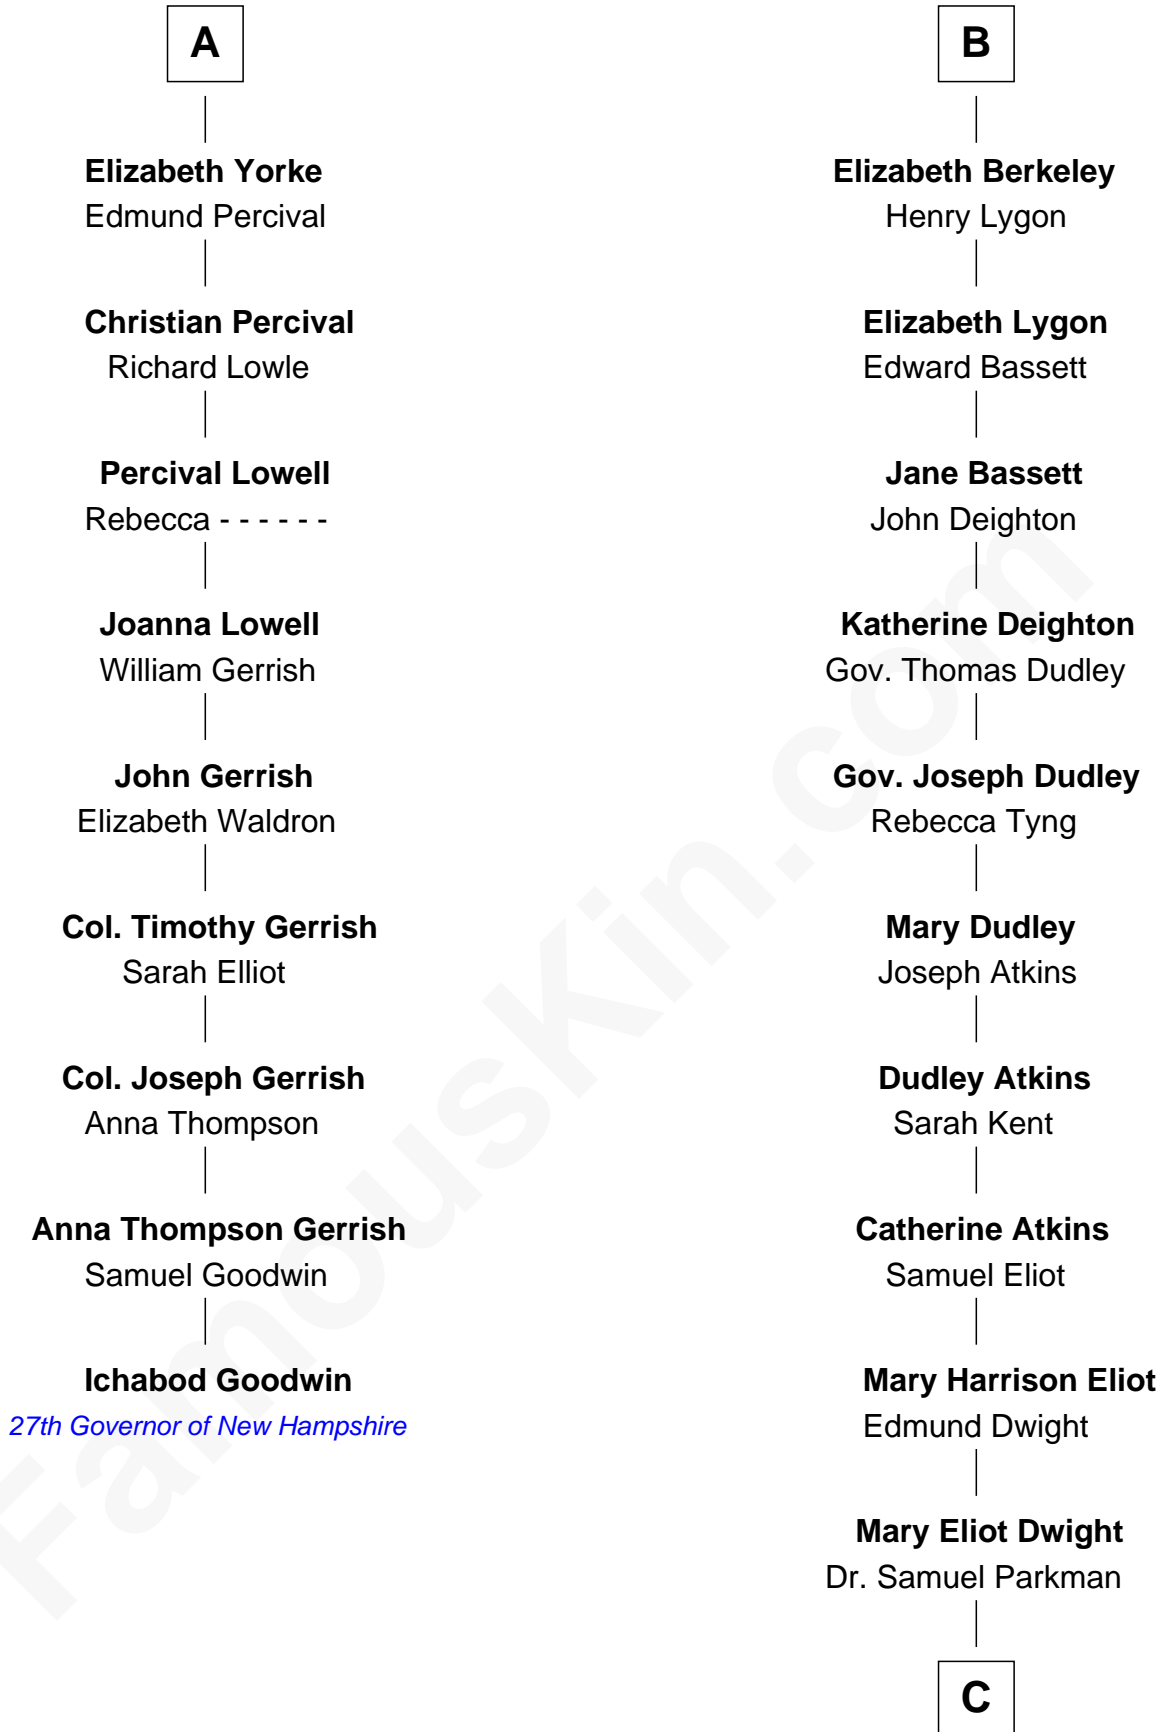 A
Elizabeth Yorke
Edmund Percival
Christian Percival
Richard Lowle
Percival Lowell
Rebecca - - - - - -
Joanna Lowell
William Gerrish
John Gerrish
Elizabeth Waldron
Col. Timothy Gerrish
Sarah Elliot
Col. Joseph Gerrish
Anna Thompson
Anna Thompson Gerrish
Samuel Goodwin
Ichabod Goodwin
27th Governor of New Hampshire
B
Elizabeth Berkeley
Henry Lygon
Elizabeth Lygon
Edward Bassett
Jane Bassett
John Deighton
Katherine Deighton
Gov. Thomas Dudley
Gov. Joseph Dudley
Rebecca Tyng
Mary Dudley
Joseph Atkins
Dudley Atkins
Sarah Kent
Catherine Atkins
Samuel Eliot
Mary Harrison Eliot
Edmund Dwight
Mary Eliot Dwight
Dr. Samuel Parkman
C
FamousKin.com